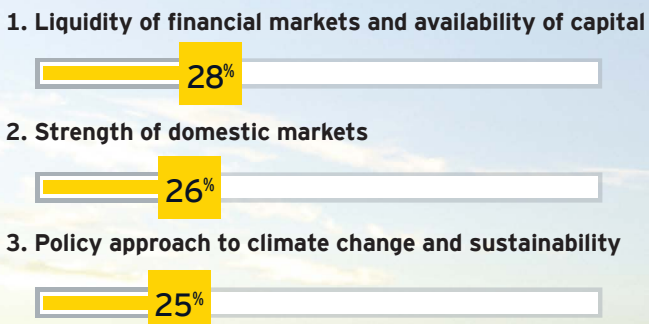 1. Liquidity of financial markets and availability of capital
28%
2. Strength of domestic markets
26%
3. Policy approach to climate change and sustainability
25%